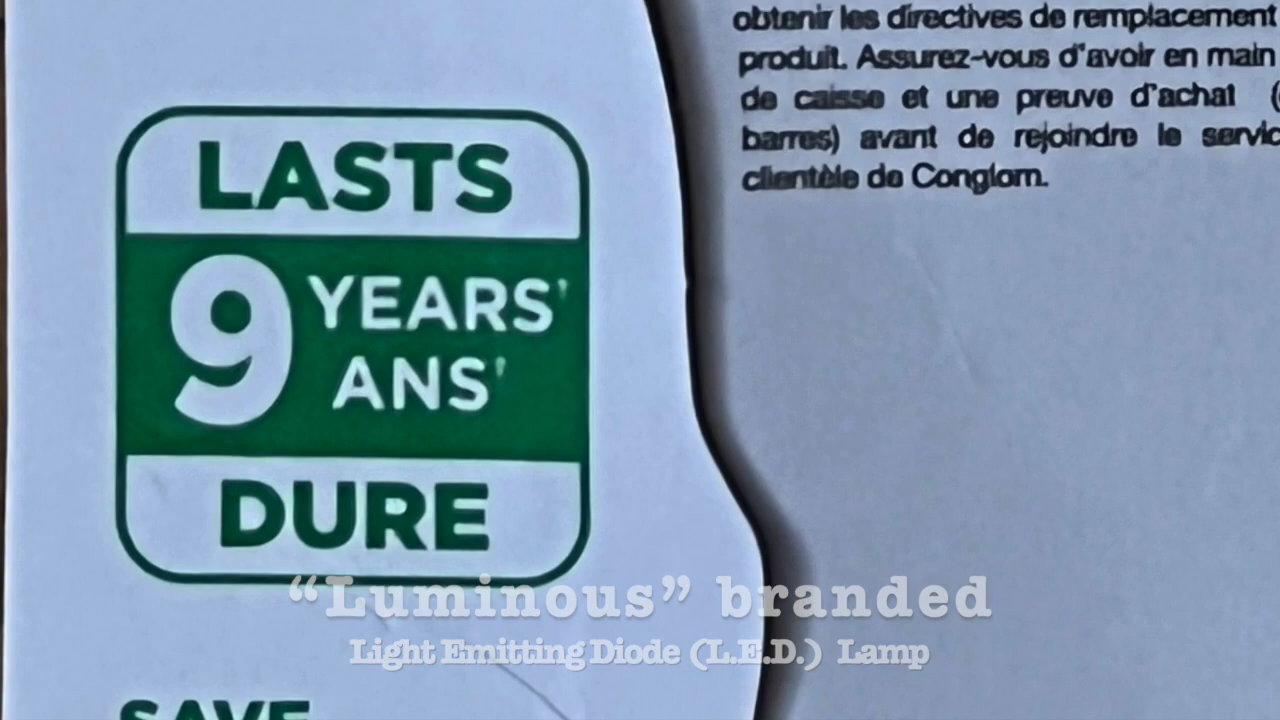 LASTS
9 YEARS'
ANS'
DURE
SAVE
obtenir les directives de remplacement
produit. Assurez-vous d'avoir en main
de caisse et une preuve d'achat (
barres) avant de rejoindre le
clientèle de Conglom.
“Luminous” branded
Light Emitting Diode (L.E.D.) Lamp